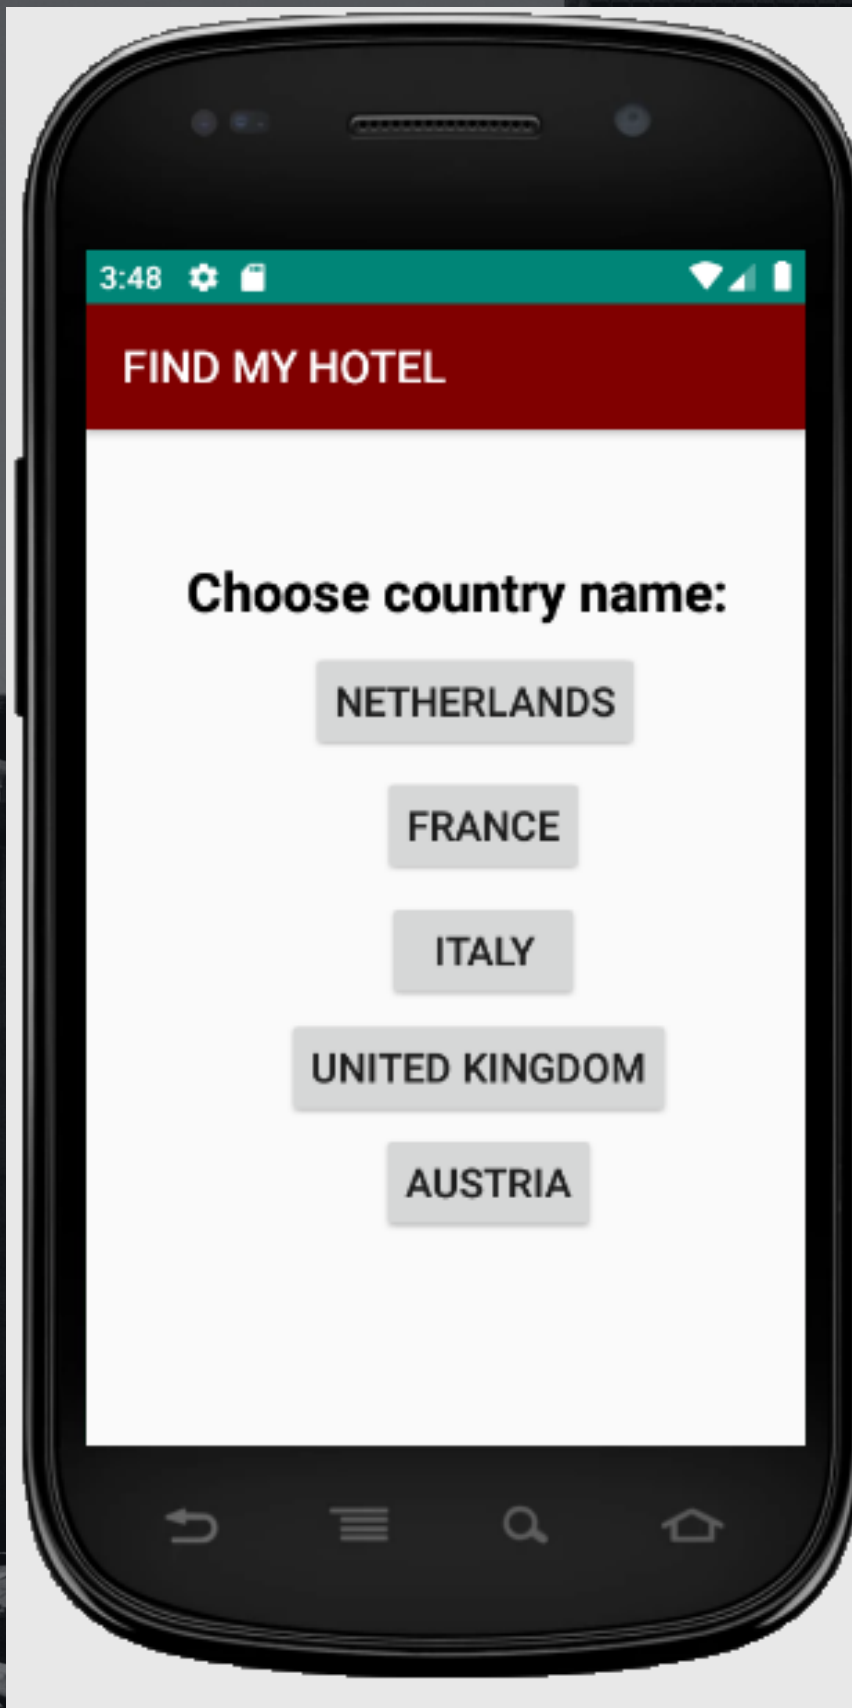 3:48
FIND MY HOTEL
Choose country name:
NETHERLANDS
FRANCE
ITALY
UNITED KINGDOM
AUSTRIA